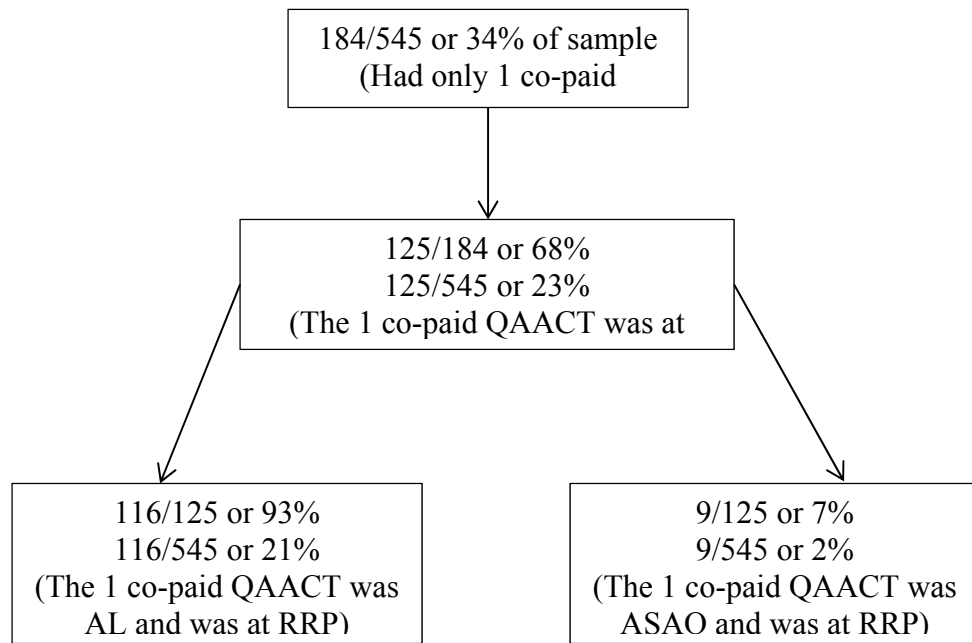 184/545 or 34% of sample
(Had only 1 co-paid
125/184 or 68%
125/545 or 23%
(The 1 co-paid QAACT was at
116/125 or 93%
116/545 or 21%
(The 1 co-paid QAACT was
AL and was at RRP)
9/125 or 7%
9/545 or 2%
(The 1 co-paid QAACT was
ASAO and was at RRP)